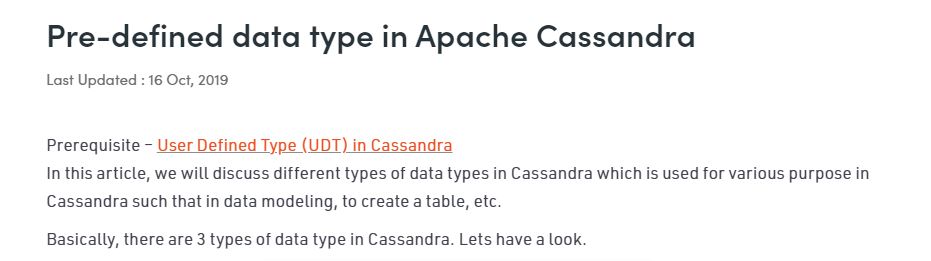 Pre-defined data type in Apache Cassandra
Last Updated : 16 Oct, 2019
Prerequisite – User Defined Type (UDT) in Cassandra
In this article, we will discuss different types of data types in Cassandra which is used for various purpose in
Cassandra such that in data modeling, to create a table, etc.
Basically, there are 3 types of data type in Cassandra. Lets have a look.